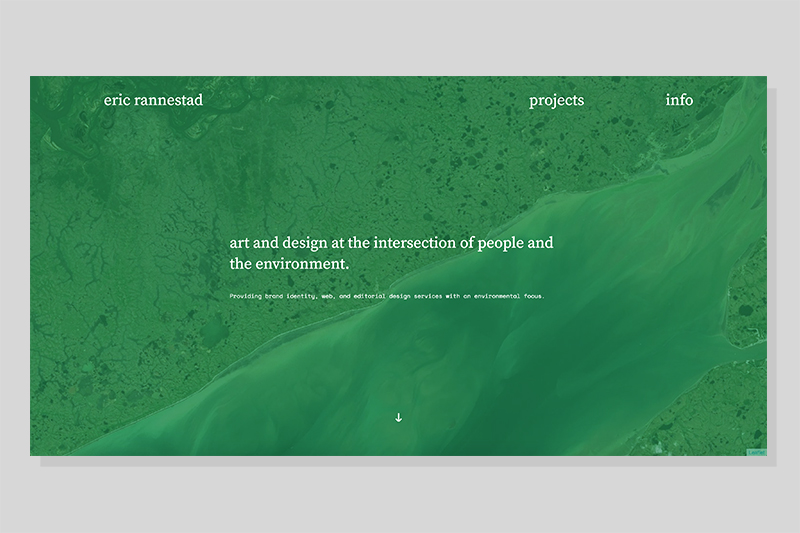 eric rannestad
projects
info
art and design at the intersection of people and
the environment.
Providing brand identity, web, and editorial design services with an environmental focus.
↓
Leaflet